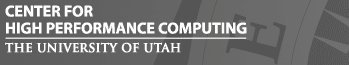 CENTER FOR
HIGH PERFORMANCE COMPUTING
THE UNIVERSITY OF UTAH